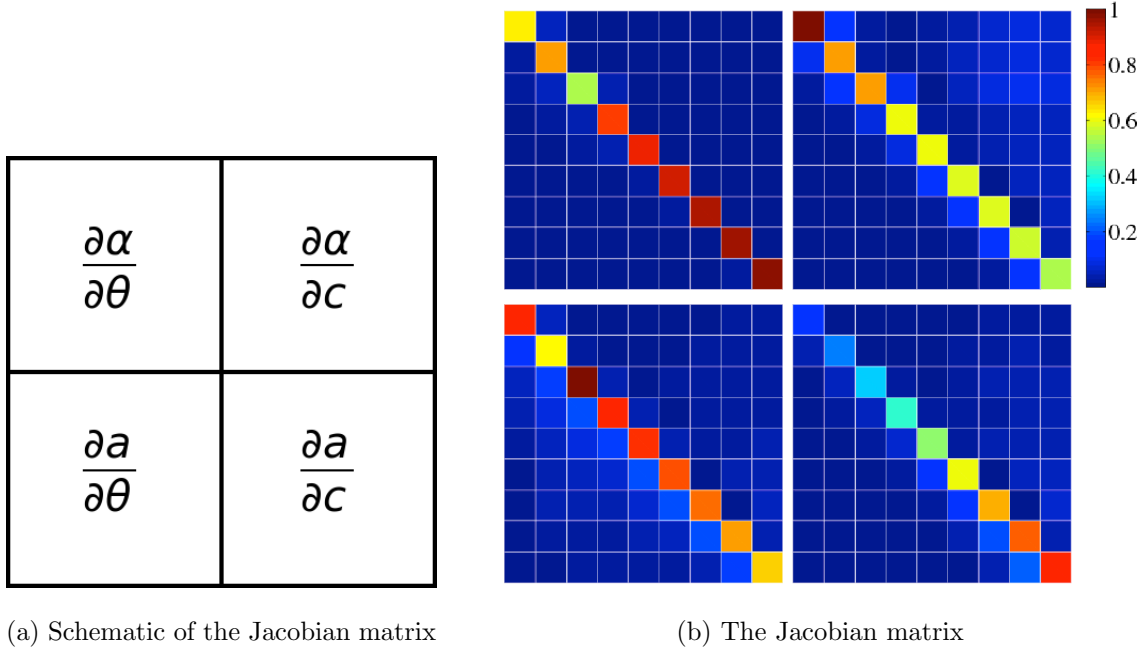 ∂α
∂θ
∂α
∂c
∂a
∂θ
∂a
∂c
1
0.8
0.6
0.4
0.2
(a) Schematic of the Jacobian matrix
(b) The Jacobian matrix